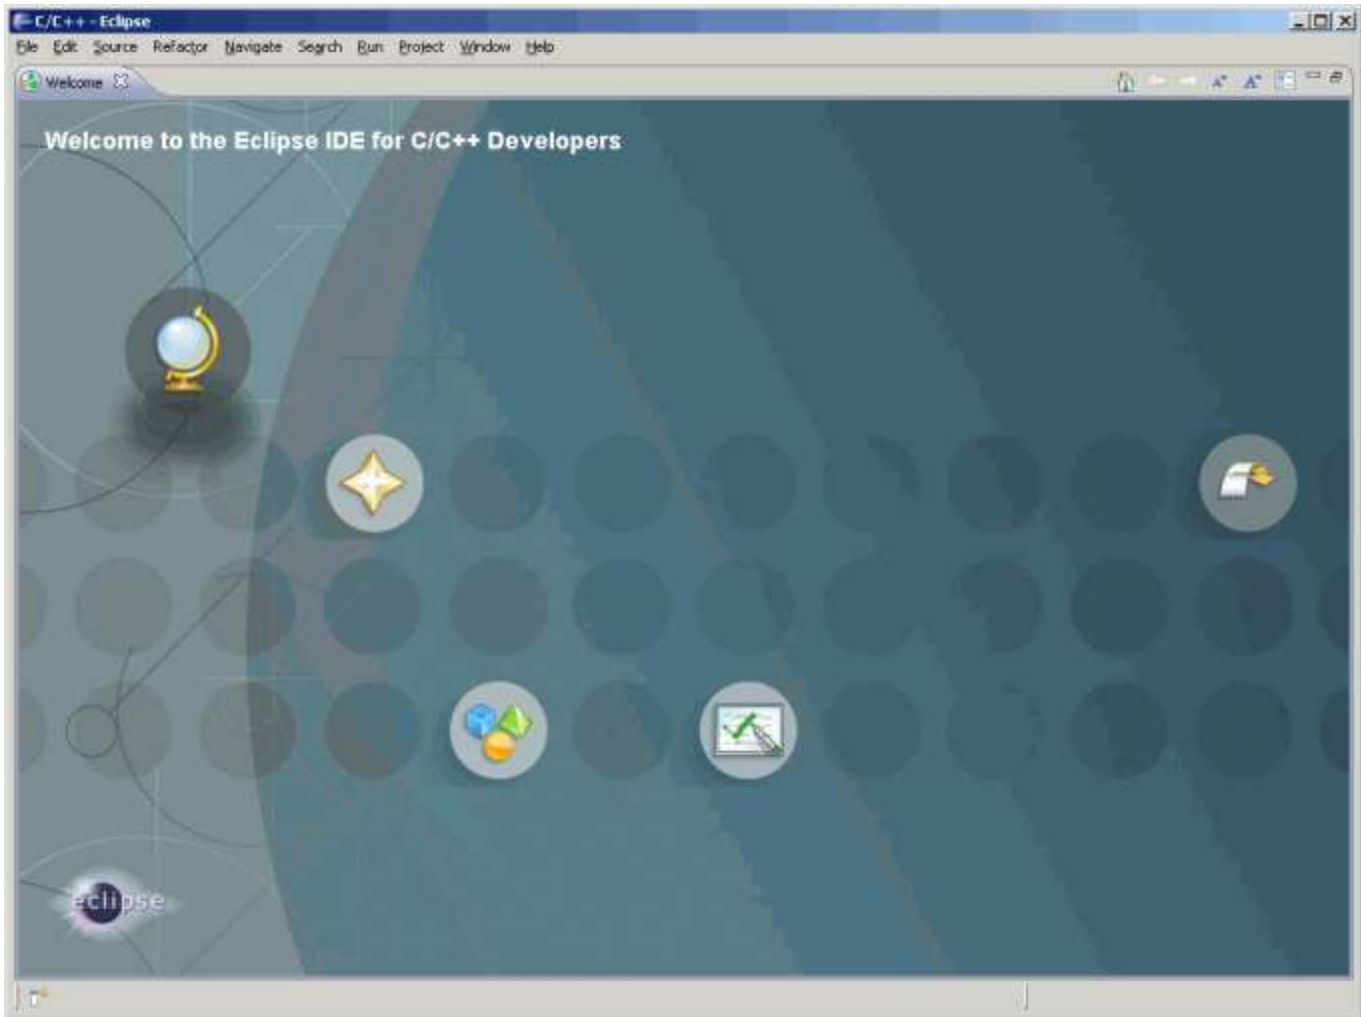 C/C++ - Eclipse
File Edit Source Refactor Navigate Search Run Project Window Help
Welcome
Welcome to the Eclipse IDE for C/C++ Developers
eclipse